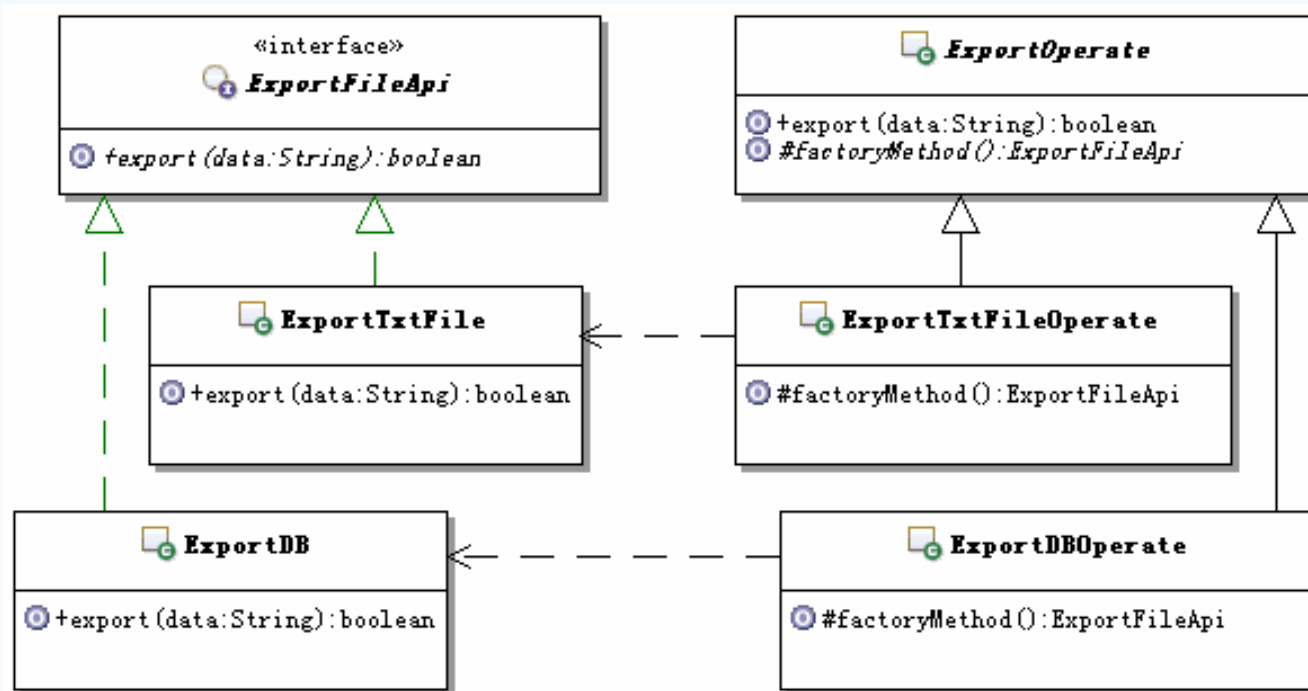 «interface»
ExportFileApi
+export(data:String):boolean
ExportOperate
+export(data:String):boolean
#factoryMethod():ExportFileApi
ExportTxtFile
+export(data:String):boolean
ExportTxtFileOperate
#factoryMethod():ExportFileApi
ExportDB
+export(data:String):boolean
ExportDBOperate
#factoryMethod():ExportFileApi